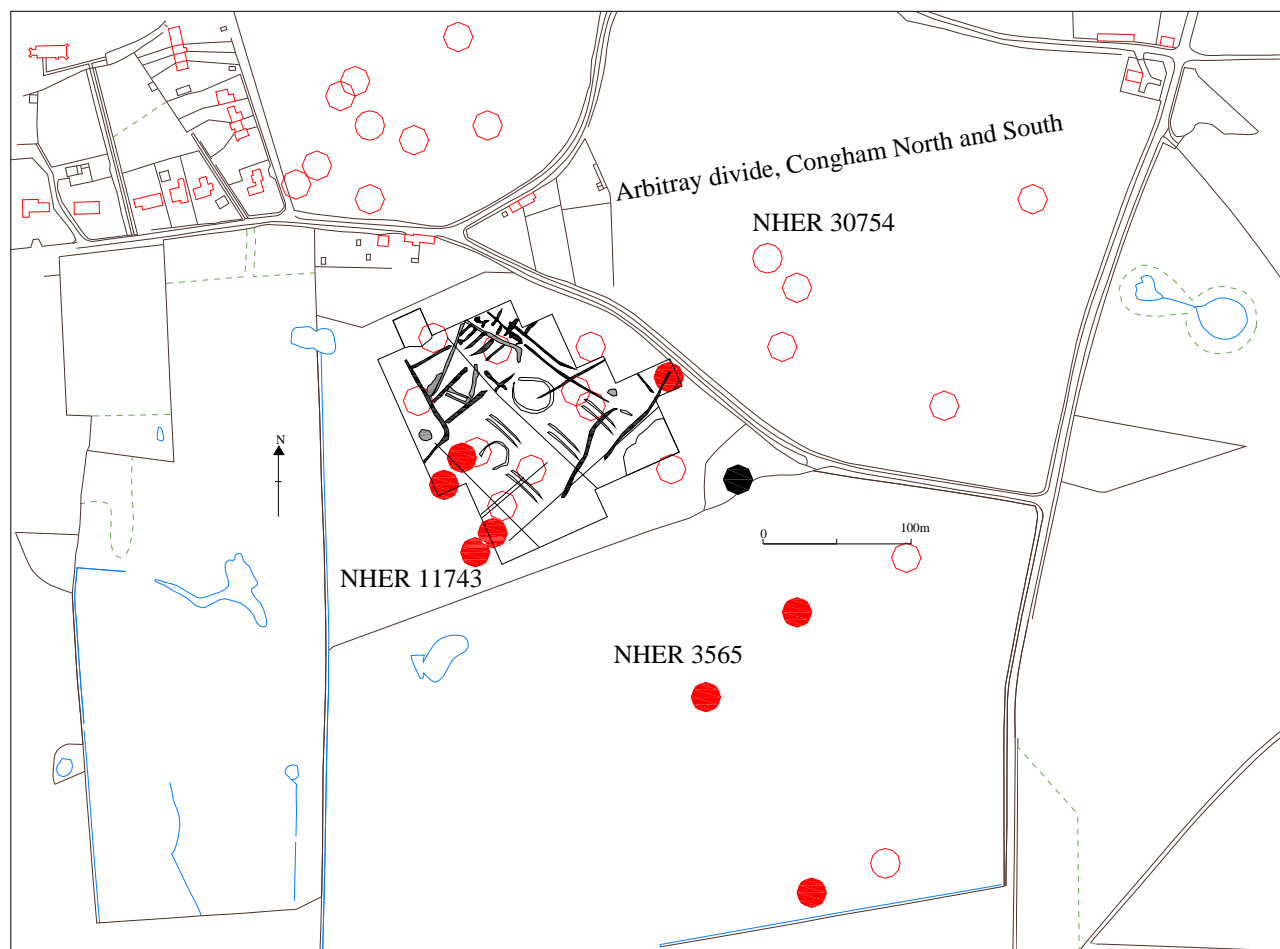 Arbitray divide, Congham North and South
NHER 30754
N
0 100m
NHER 11743
NHER 3565